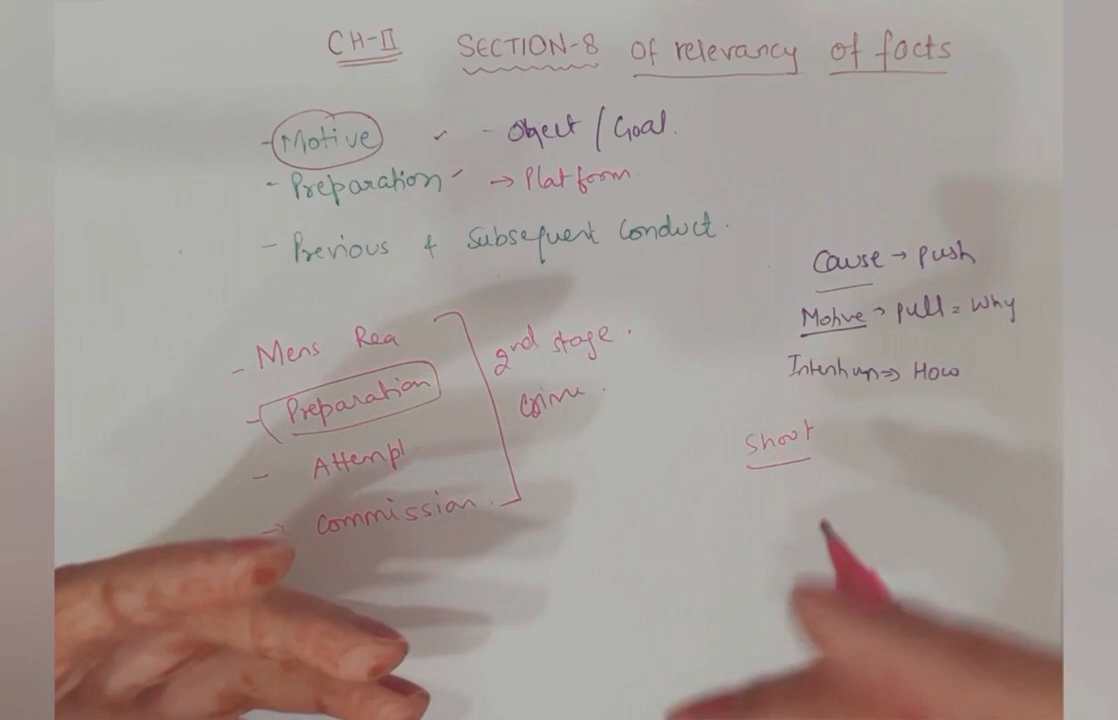 CH-II SECTION-8 of relevancy of facts
- Motive ✓ - Object / Goal.
- Preparation ✓ → Platform.
- Previous & Subsequent Conduct.
Cause → push
Motive → pull = Why
Intention => How
- Mens Rea
- Preparation
- Attempt
→ Commission.
2nd stage.
crime.
Shoot